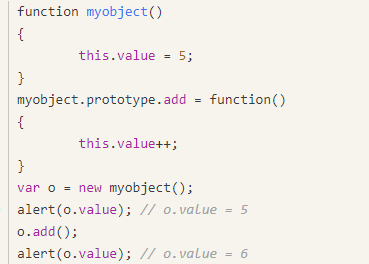 function myobject()
{
this.value = 5;
}
myobject.prototype.add = function()
{
this.value++;
}
var o = new myobject();
alert(o.value); // o.value = 5
o.add();
alert(o.value); // o.value = 6